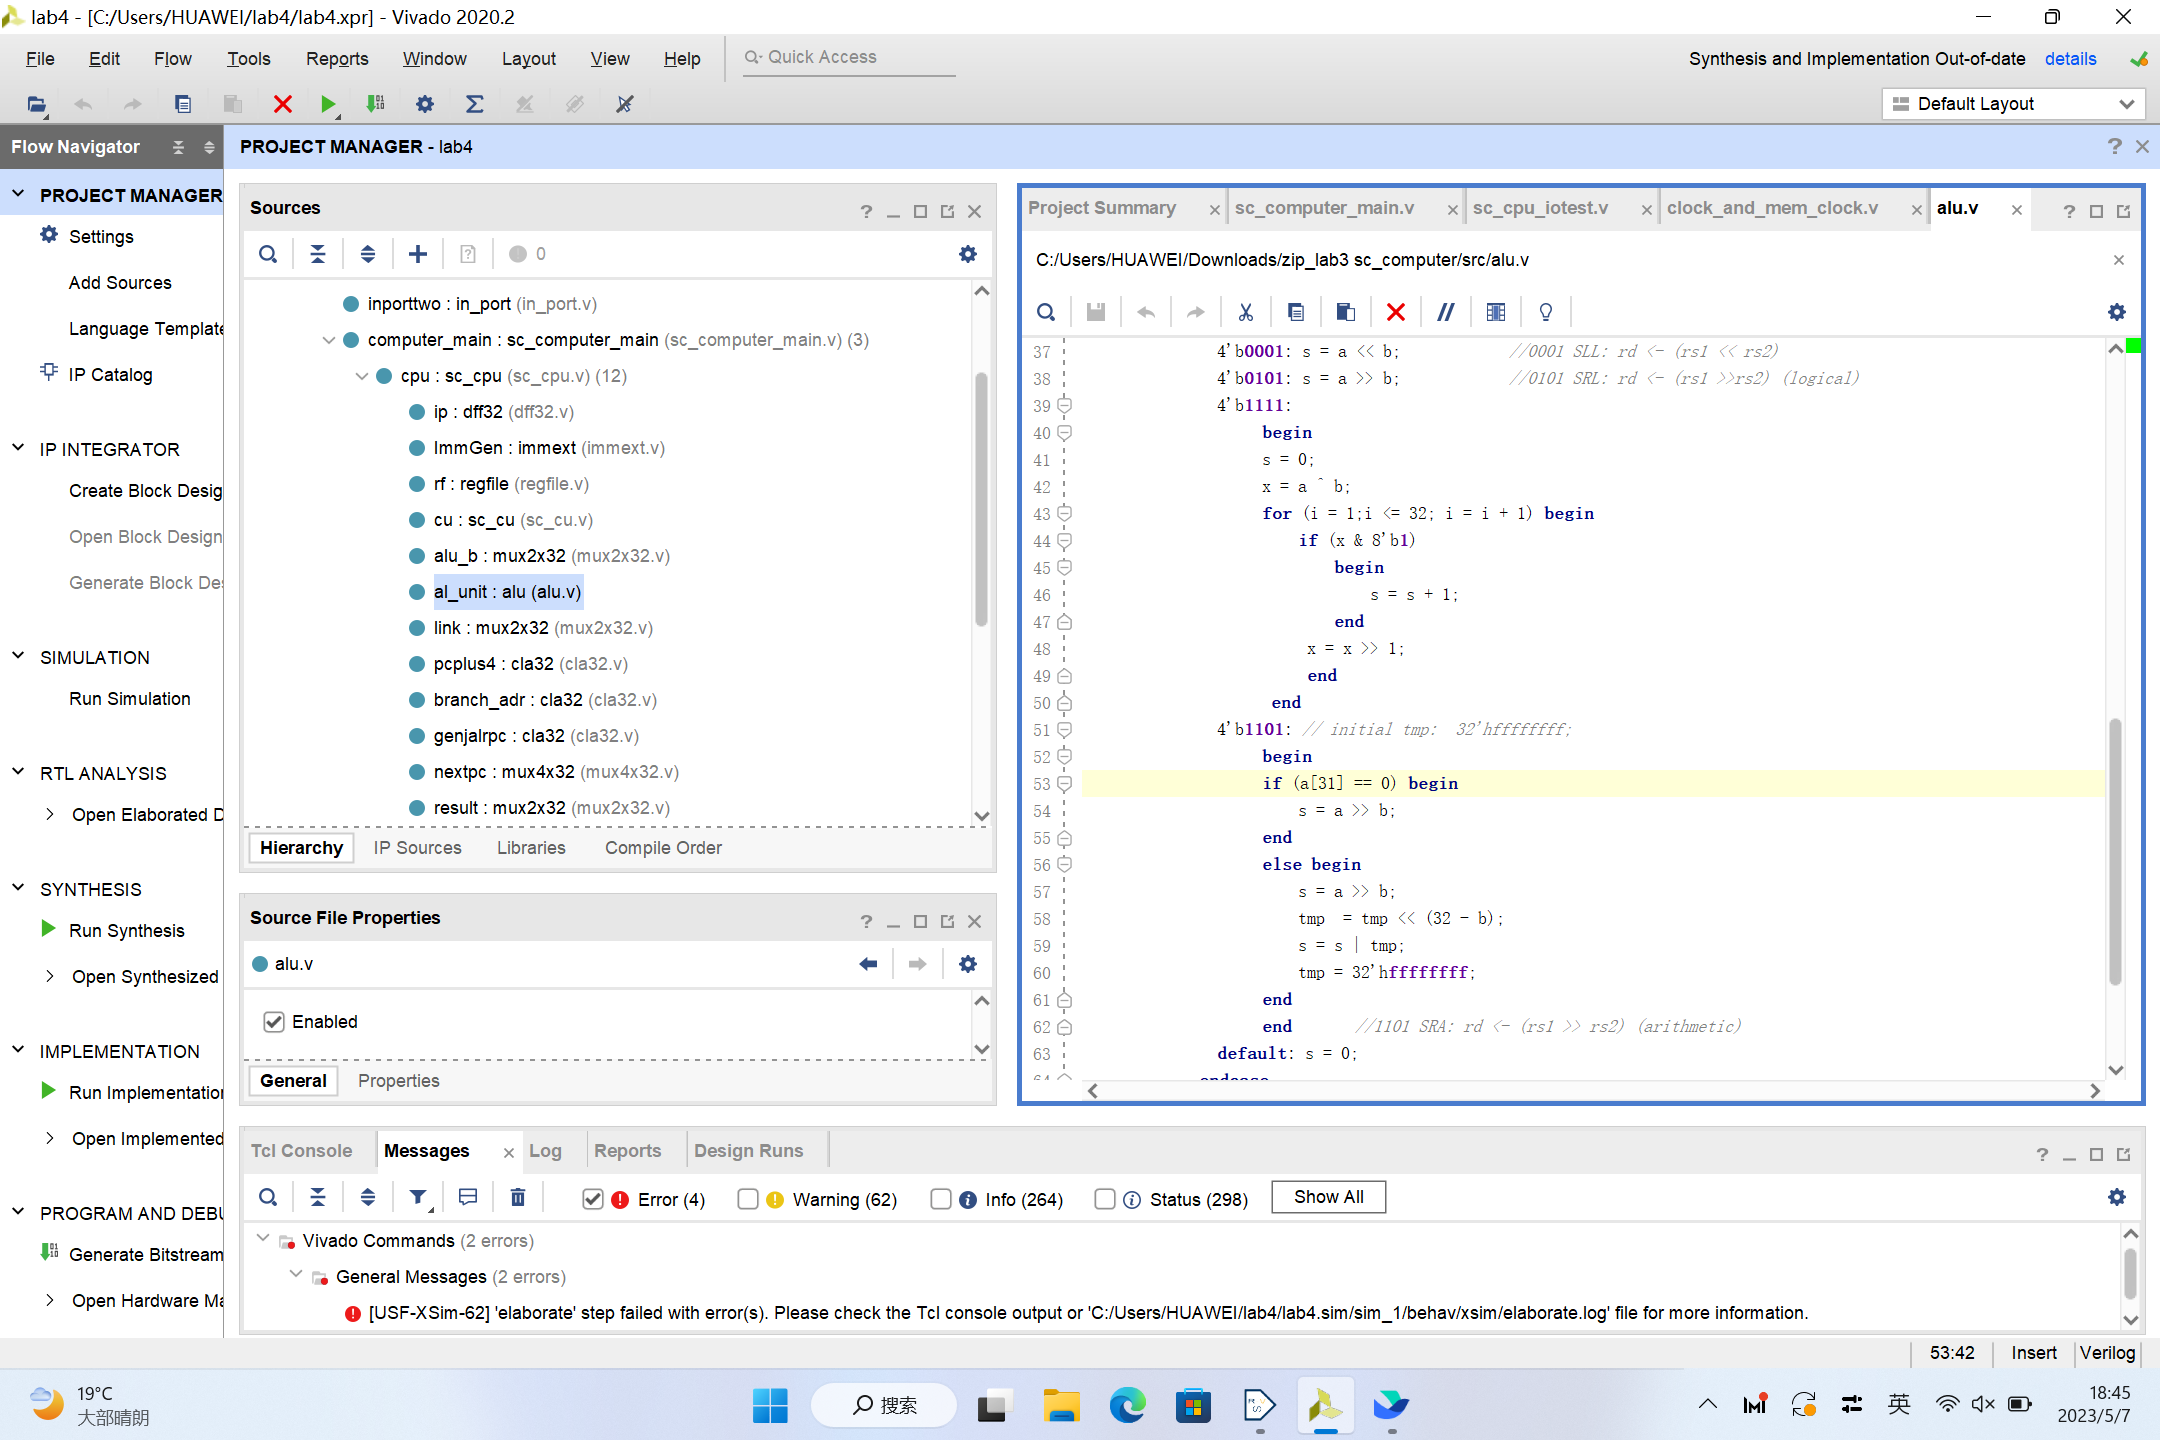 lab4 - [C:/Users/HUAWEI/lab4/lab4.xpr] - Vivado 2020.2
File Edit Flow Tools Reports Window Layout View Help Quick Access
Synthesis and Implementation Out-of-date details
Default Layout
Flow Navigator
PROJECT MANAGER - lab4
PROJECT MANAGER
Settings
Add Sources
Language Template
IP Catalog
IP INTEGRATOR
Create Block Desig
Open Block Design
Generate Block De
SIMULATION
Run Simulation
RTL ANALYSIS
Open Elaborated D
SYNTHESIS
Run Synthesis
Open Synthesized
IMPLEMENTATION
Run Implementation
Open Implemented
PROGRAM AND DEBU
Generate Bitstream
Open Hardware Ma
Sources
0
inporttwo : in_port (in_port.v)
computer_main : sc_computer_main (sc_computer_main.v) (3)
cpu : sc_cpu (sc_cpu.v) (12)
ip : dff32 (dff32.v)
ImmGen : immext (immext.v)
rf : regfile (regfile.v)
cu : sc_cu (sc_cu.v)
alu_b : mux2x32 (mux2x32.v)
al_unit : alu (alu.v)
link : mux2x32 (mux2x32.v)
pcplus4 : cla32 (cla32.v)
branch_adr : cla32 (cla32.v)
genjalrpc : cla32 (cla32.v)
nextpc : mux4x32 (mux4x32.v)
result : mux2x32 (mux2x32.v)
Hierarchy IP Sources Libraries Compile Order
Source File Properties
alu.v
Enabled
General Properties
Project Summary sc_computer_main.v sc_cpu_iotest.v clock_and_mem_clock.v alu.v
C:/Users/HUAWEI/Downloads/zip_lab3 sc_computer/src/alu.v
37 4'b0001: s = a << b; //0001 SLL: rd <- (rs1 << rs2)
38 4'b0101: s = a >> b; //0101 SRL: rd <- (rs1 >>rs2) (logical)
39 4'b1111:
40 begin
41 s = 0;
42 x = a ^ b;
43 for (i = 1;i <= 32; i = i + 1) begin
44 if (x & 8'b1)
45 begin
46 s = s + 1;
47 end
48 x = x >> 1;
49 end
50 end
51 4'b1101: // initial tmp: 32'hffffffff;
52 begin
53 if (a[31] == 0) begin
54 s = a >> b;
55 end
56 else begin
57 s = a >> b;
58 tmp = tmp << (32 - b);
59 s = s | tmp;
60 tmp = 32'hffffffff;
61 end
62 end //1101 SRA: rd <- (rs1 >> rs2) (arithmetic)
63 default: s = 0;
64 endcase
Tcl Console Messages Log Reports Design Runs
Error (4) Warning (62) Info (264) Status (298) Show All
Vivado Commands (2 errors)
General Messages (2 errors)
[USF-XSim-62] 'elaborate' step failed with error(s). Please check the Tcl console output or 'C:/Users/HUAWEI/lab4/lab4.sim/sim_1/behav/xsim/elaborate.log' file for more information.
53:42 Insert Verilog
19°C
大部晴朗
搜索
英
18:45
2023/5/7